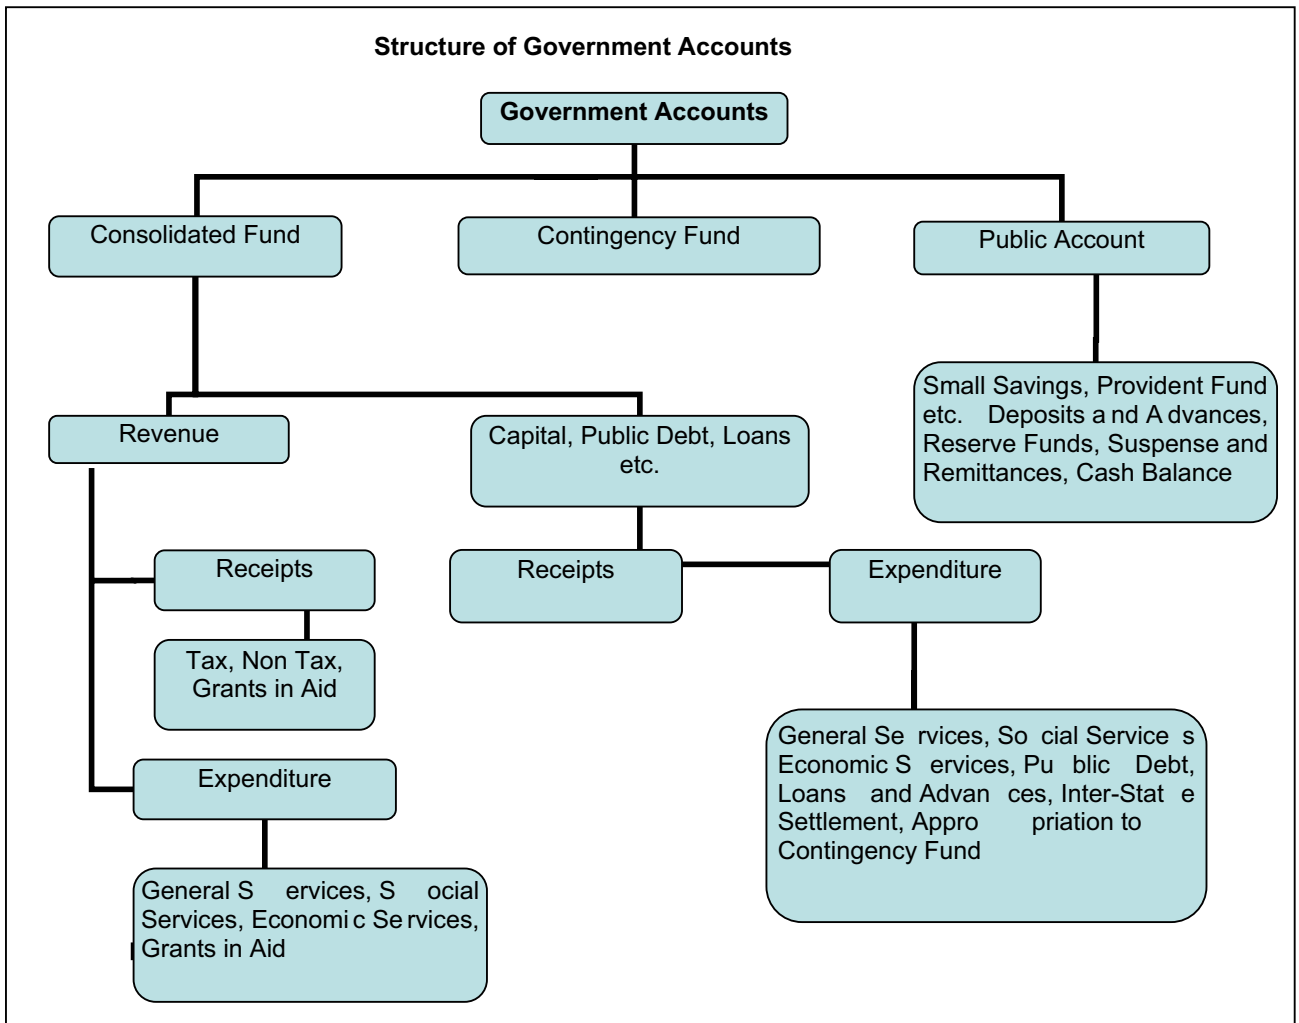 Structure of Government Accounts
Government Accounts
Consolidated Fund
Contingency Fund
Public Account
Small Savings, Provident Fund
etc. Deposits a nd A dvances,
Reserve Funds, Suspense and
Remittances, Cash Balance
Revenue
Capital, Public Debt, Loans
etc.
Receipts
Tax, Non Tax,
Grants in Aid
Receipts
Expenditure
Expenditure
General S ervices, S ocial
Services, Economi c Se rvices,
Grants in Aid
General Se rvices, So cial Service s
Economic S ervices, Pu blic Debt,
Loans and Advan ces, Inter-Stat e
Settlement, Appro priation to
Contingency Fund